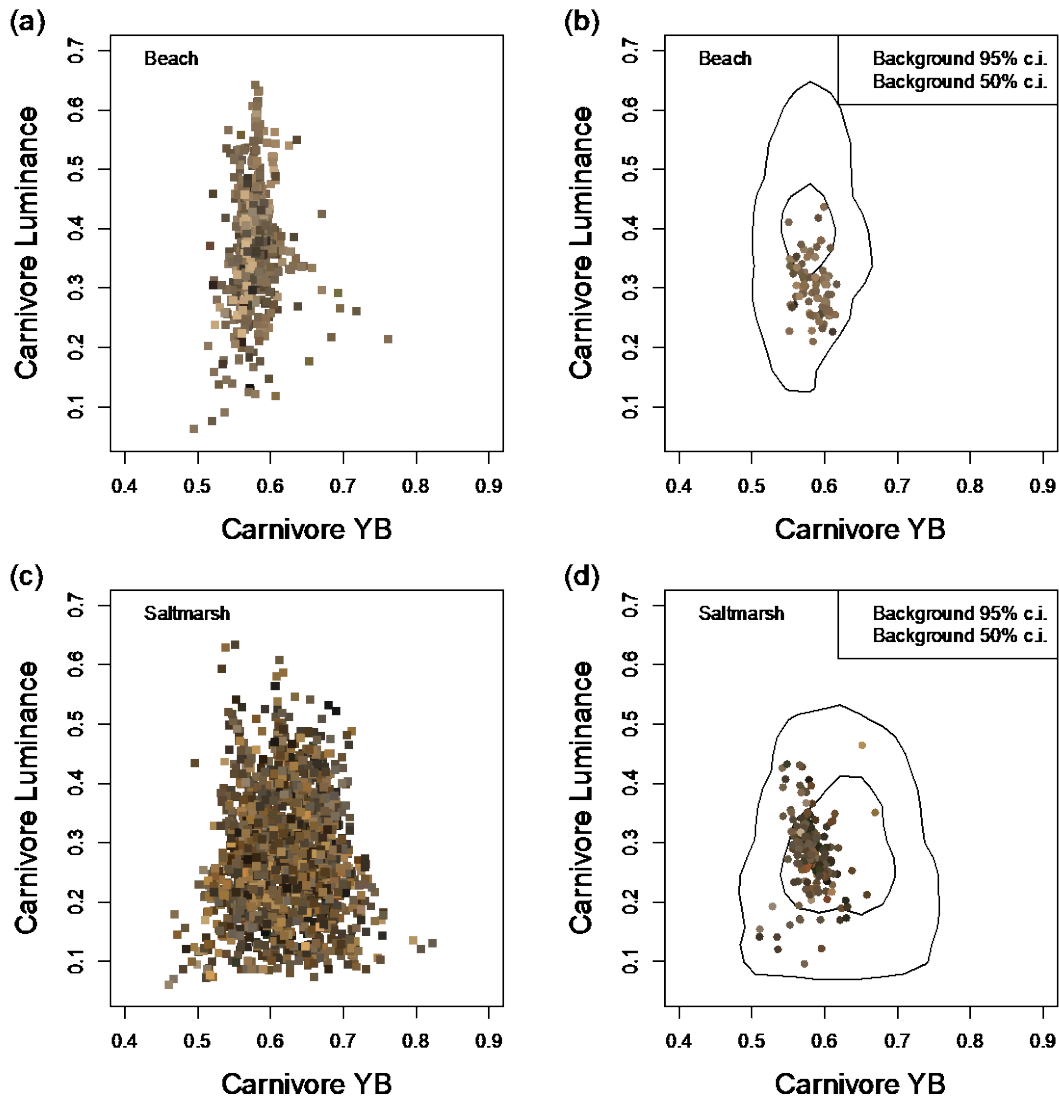 (a)
Beach
Carnivore Luminance
0.7
0.6
0.5
0.4
0.3
0.2
0.1
0.4 0.5 0.6 0.7 0.8 0.9
Carnivore YB
(b)
Beach
Background 95% c.i.
Background 50% c.i.
Carnivore Luminance
0.7
0.6
0.5
0.4
0.3
0.2
0.1
0.4 0.5 0.6 0.7 0.8 0.9
Carnivore YB
(c)
Saltmarsh
Carnivore Luminance
0.7
0.6
0.5
0.4
0.3
0.2
0.1
0.4 0.5 0.6 0.7 0.8 0.9
Carnivore YB
(d)
Saltmarsh
Background 95% c.i.
Background 50% c.i.
Carnivore Luminance
0.7
0.6
0.5
0.4
0.3
0.2
0.1
0.4 0.5 0.6 0.7 0.8 0.9
Carnivore YB